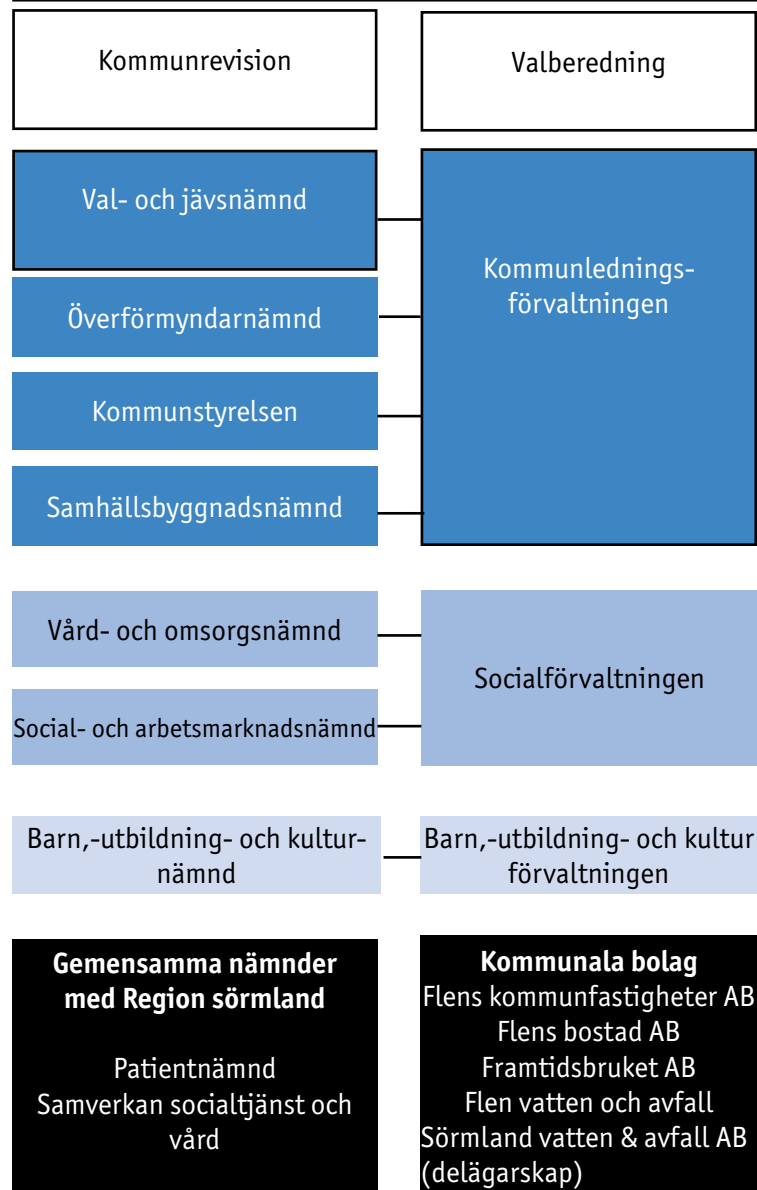 Kommunrevision
Valberedning
Val- och jävsnämnd
Överförmyndarnämnd
Kommunstyrelsen
Samhällsbyggnadsnämnd
Kommunlednings-
förvaltningen
Vård- och omsorgsnämnd
Social- och arbetsmarknadsnämnd
Socialförvaltningen
Barn,-utbildning- och kultur-
nämnd
Barn,-utbildning- och kultur
förvaltningen
Gemensamma nämnder
med Region sörmland
Patientnämnd
Samverkan socialtjänst och
vård
Kommunala bolag
Flens kommunfastigheter AB
Flens bostad AB
Framtidsbruket AB
Flen vatten och avfall
Sörmland vatten & avfall AB
(delägarskap)